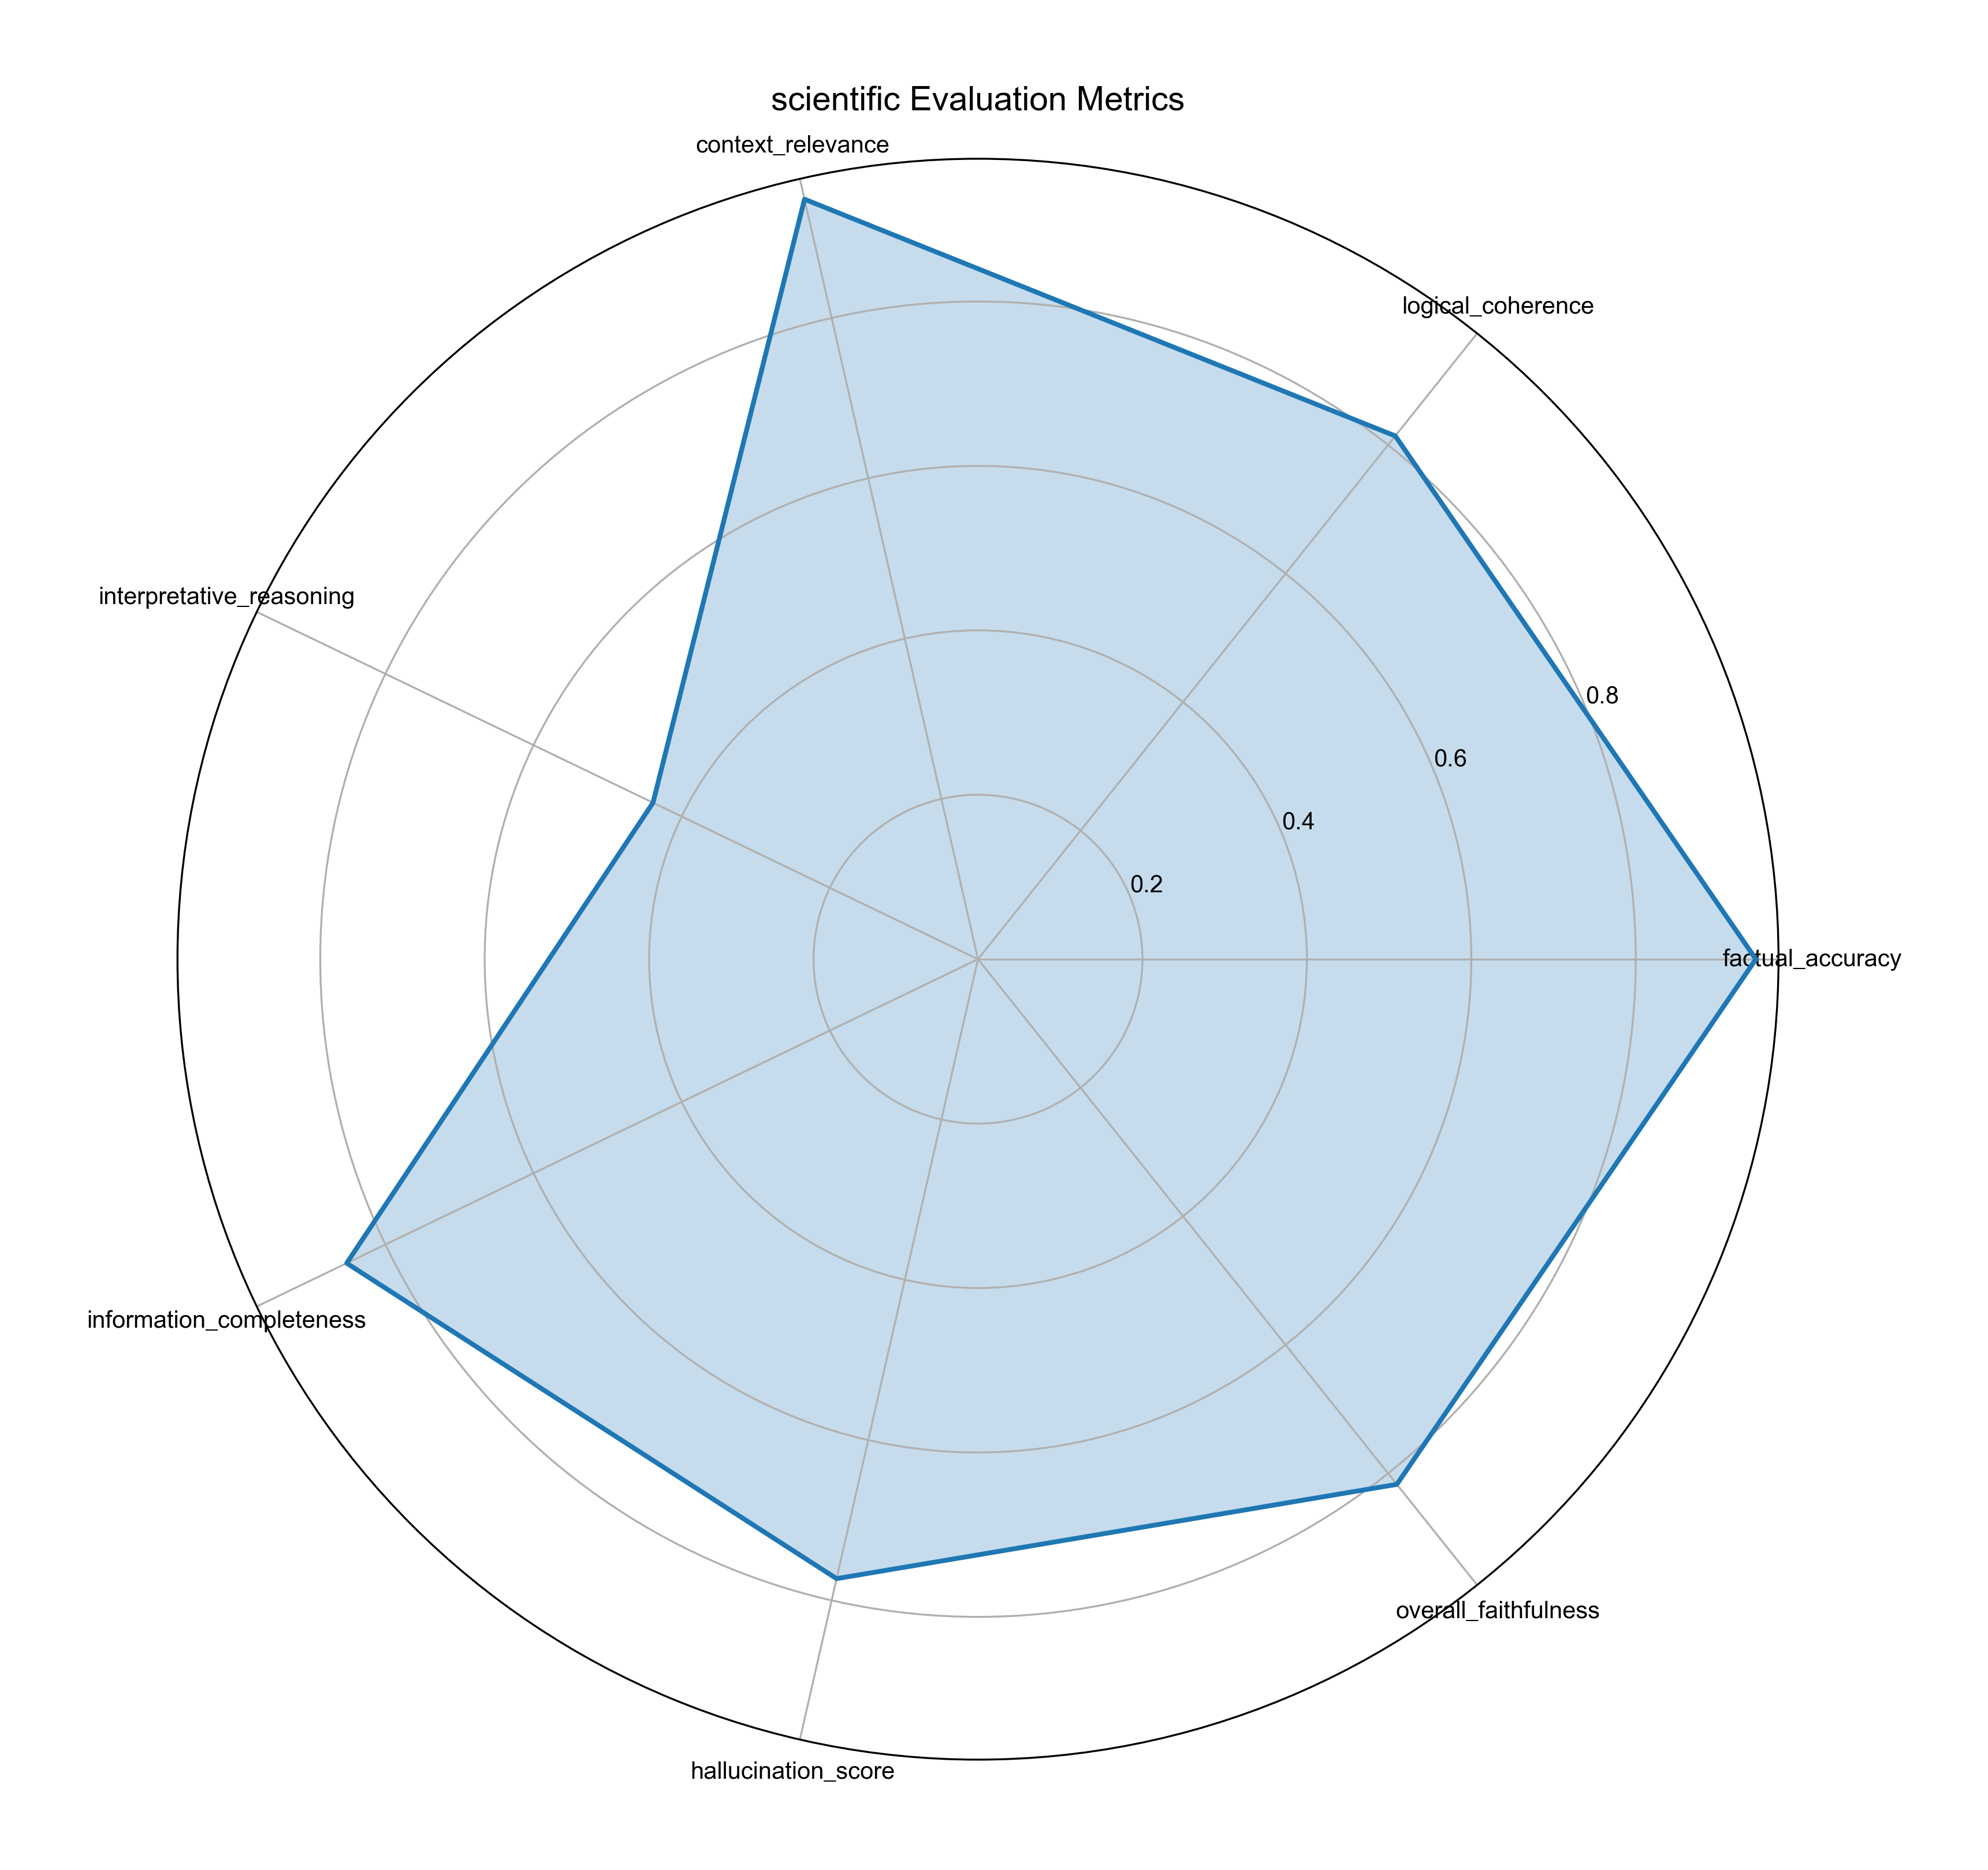 scientific Evaluation Metrics
context_relevance
logical_coherence
interpretative_reasoning
0.8
0.6
0.4
0.2
factual_accuracy
information_completeness
overall_faithfulness
hallucination_score